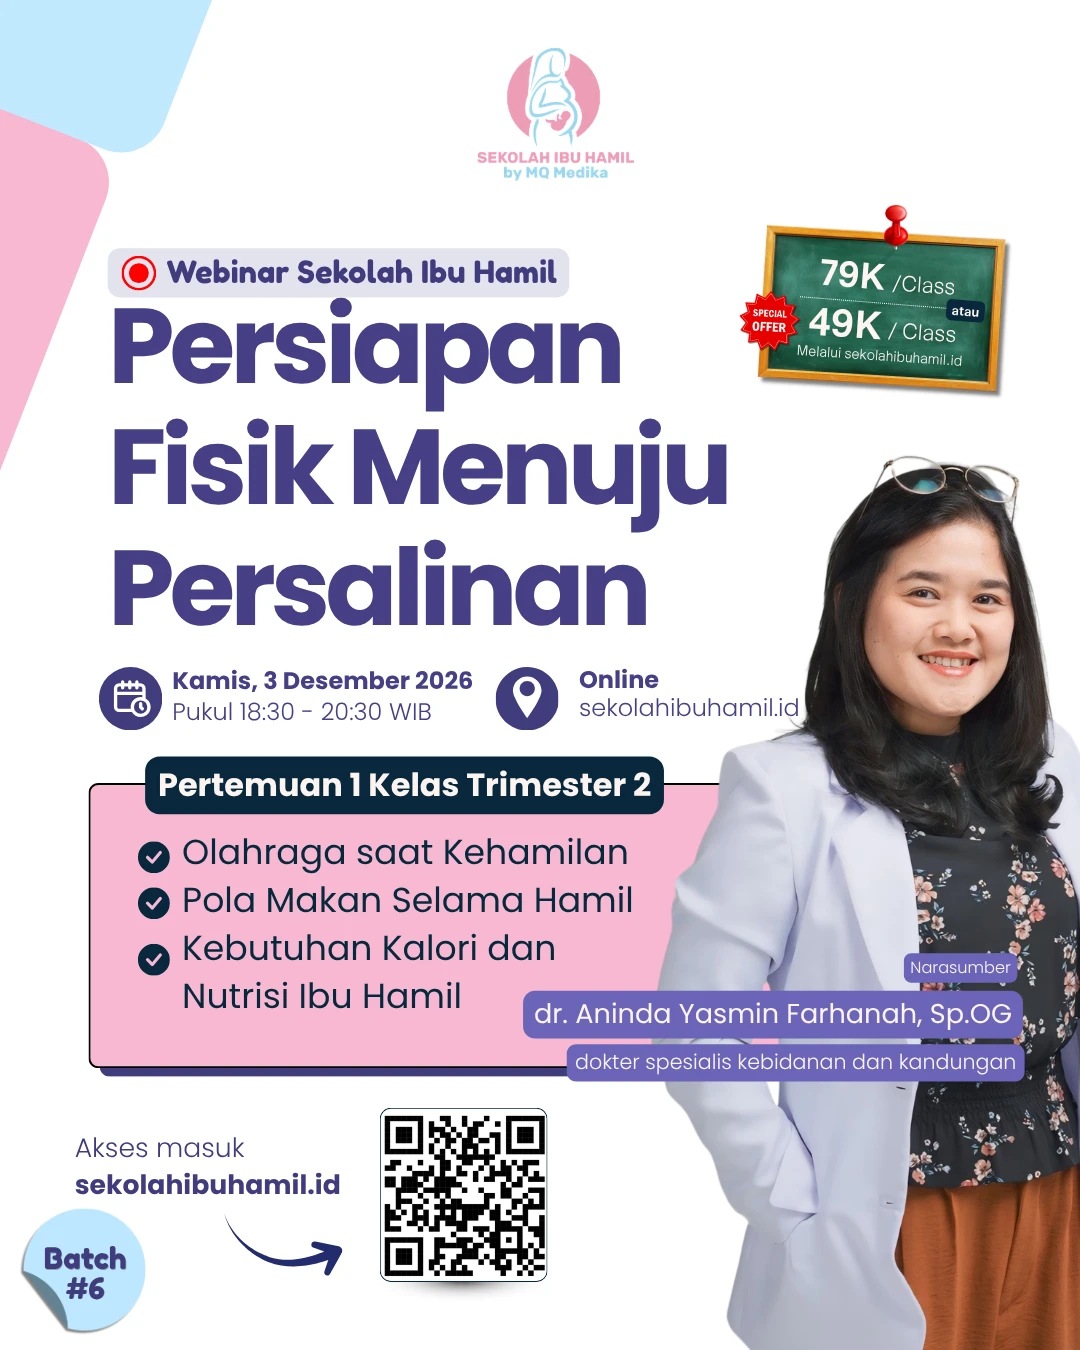 SEKOLAH IBU HAMIL
by MQ Medika
Webinar Sekolah Ibu Hamil
Persiapan
Fisik Menuju
Persalinan
79K /Class
atau
SPECIAL
OFFER
49K / Class
Melalui sekolahibuhamil.id
Kamis, 3 Desember 2026
Pukul 18:30 - 20:30 WIB
Online
sekolahibuhamil.id
Pertemuan 1 Kelas Trimester 2
Olahraga saat Kehamilan
Pola Makan Selama Hamil
Kebutuhan Kalori dan
Nutrisi Ibu Hamil
Narasumber
dr. Aninda Yasmin Farhanah, Sp.OG
dokter spesialis kebidanan dan kandungan
Akses masuk
sekolahibuhamil.id
Batch
#6